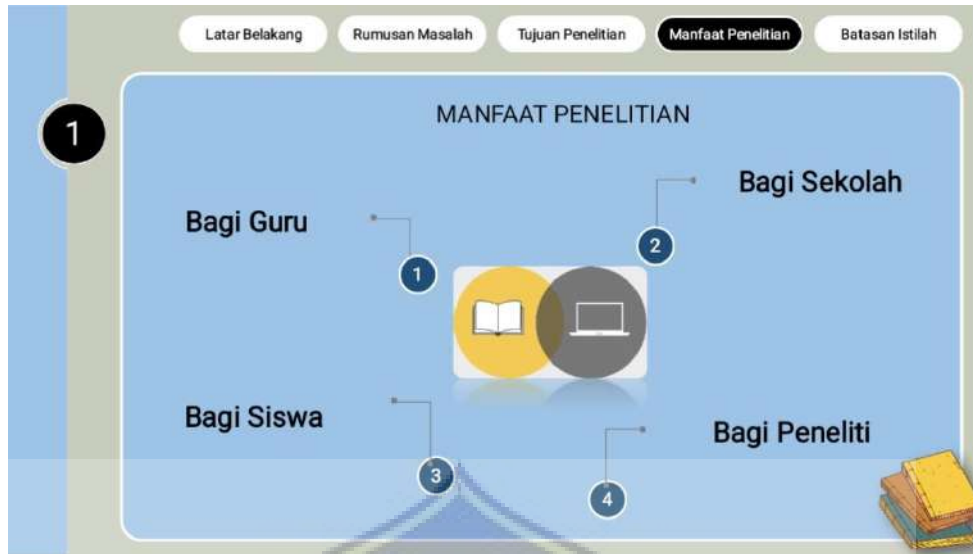 Latar Belakang
Rumusan Masalah
Tujuan Penelitian
Manfaat Penelitian
Batasan Istilah
1
MANFAAT PENELITIAN
Bagi Guru
1
Bagi Sekolah
2
Bagi Siswa
3
Bagi Peneliti
4